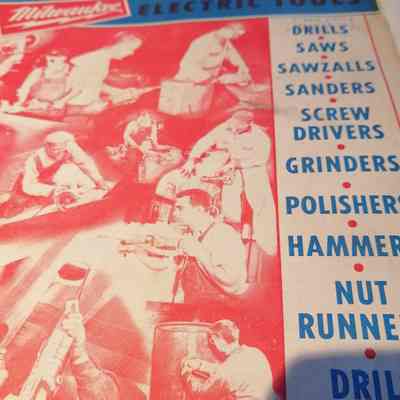 Milwaukee
ELECTRIC TOOLS
DRILLS
SAWS
SAWZALLS
SANDERS
SCREW
DRIVERS
GRINDERS
POLISHERS
HAMMER
NUT
RUNNE
DRIL